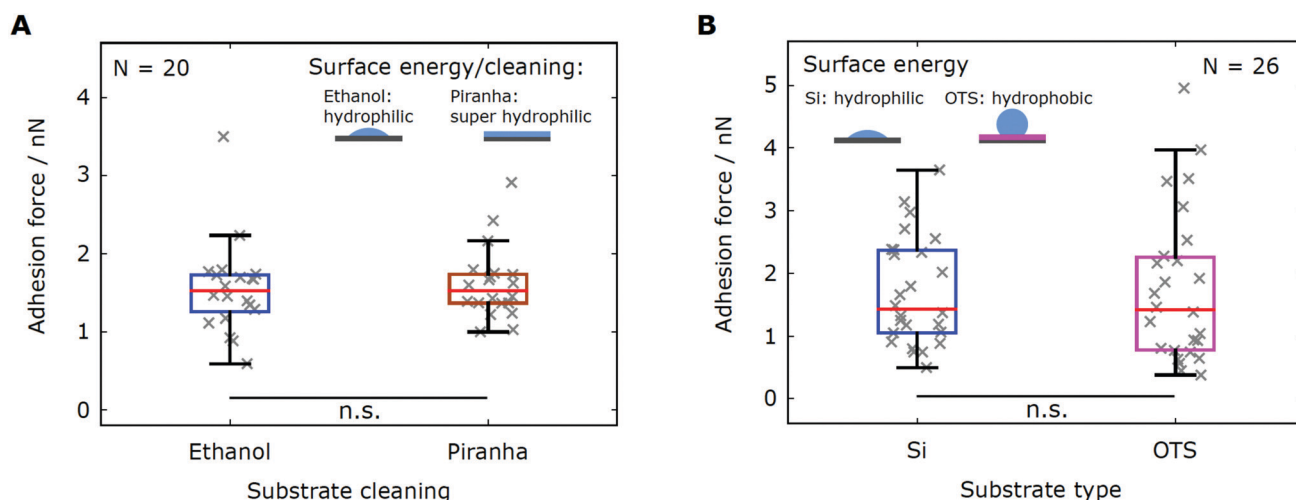 A
N = 20
Surface energy/cleaning:
Ethanol:
hydrophilic
Piranha:
super hydrophilic
4
3
2
1
0
Adhesion force / nN
n.s.
Ethanol
Piranha
Substrate cleaning
B
Surface energy
N = 26
Si: hydrophilic
OTS: hydrophobic
5
4
3
2
1
0
Adhesion force / nN
n.s.
Si
OTS
Substrate type